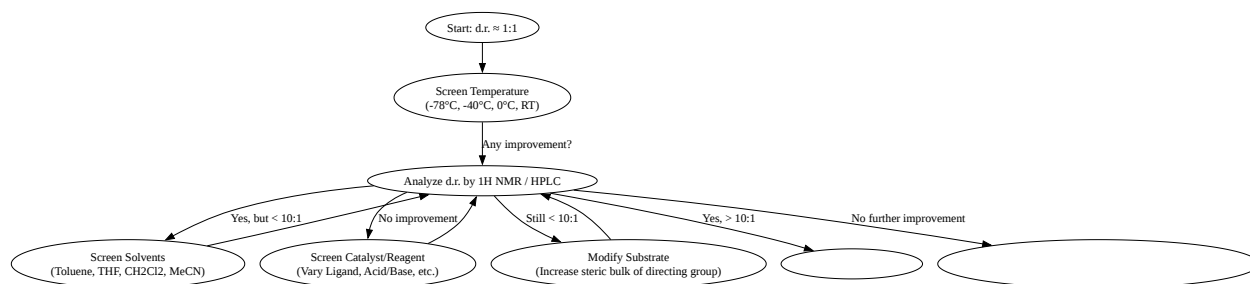 Start: d.r. ≈ 1:1
Screen Temperature
(-78°C, -40°C, 0°C, RT)
Any improvement?
Analyze d.r. by 1H NMR / HPLC
Yes, but < 10:1
No improvement
Still < 10:1
Yes, > 10:1
No further improvement
Screen Solvents
(Toluene, THF, CH2Cl2, MeCN)
Screen Catalyst/Reagent
(Vary Ligand, Acid/Base, etc.)
Modify Substrate
(Increase steric bulk of directing group)